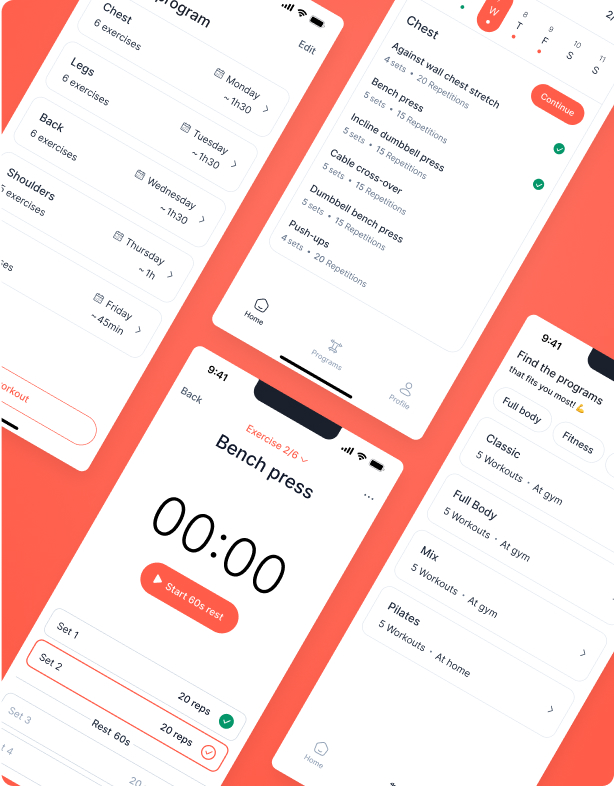 program
Edit
Chest
6 exercises
Monday
~1h30
Legs
6 exercises
Tuesday
~1h30
Back
6 exercises
Wednesday
~1h30
Shoulders
5 exercises
Thursday
~1h
Friday
~45min
W
8
T
9
F
10
S
11
S
Chest
Continue
Against wall chest stretch
4 sets • 20 Repetitions
Bench press
5 sets • 15 Repetitions
Incline dumbbell press
5 sets • 15 Repetitions
Cable cross-over
5 sets • 15 Repetitions
Dumbbell bench press
5 sets • 15 Repetitions
Push-ups
4 sets • 20 Repetitions
Home
Programs
Profile
9:41
Back
Exercise 2/6
Bench press
...
00:00
Start 60s rest
Set 1
20 reps
Set 2
20 reps
Rest 60s
Set 3
20
4
9:41
Find the programs
that fits you most! 💪
Full body
Fitness
Classic
5 Workouts • At gym
Full Body
5 Workouts • At gym
Mix
5 Workouts • At gym
Pilates
5 Workouts • At home
Home